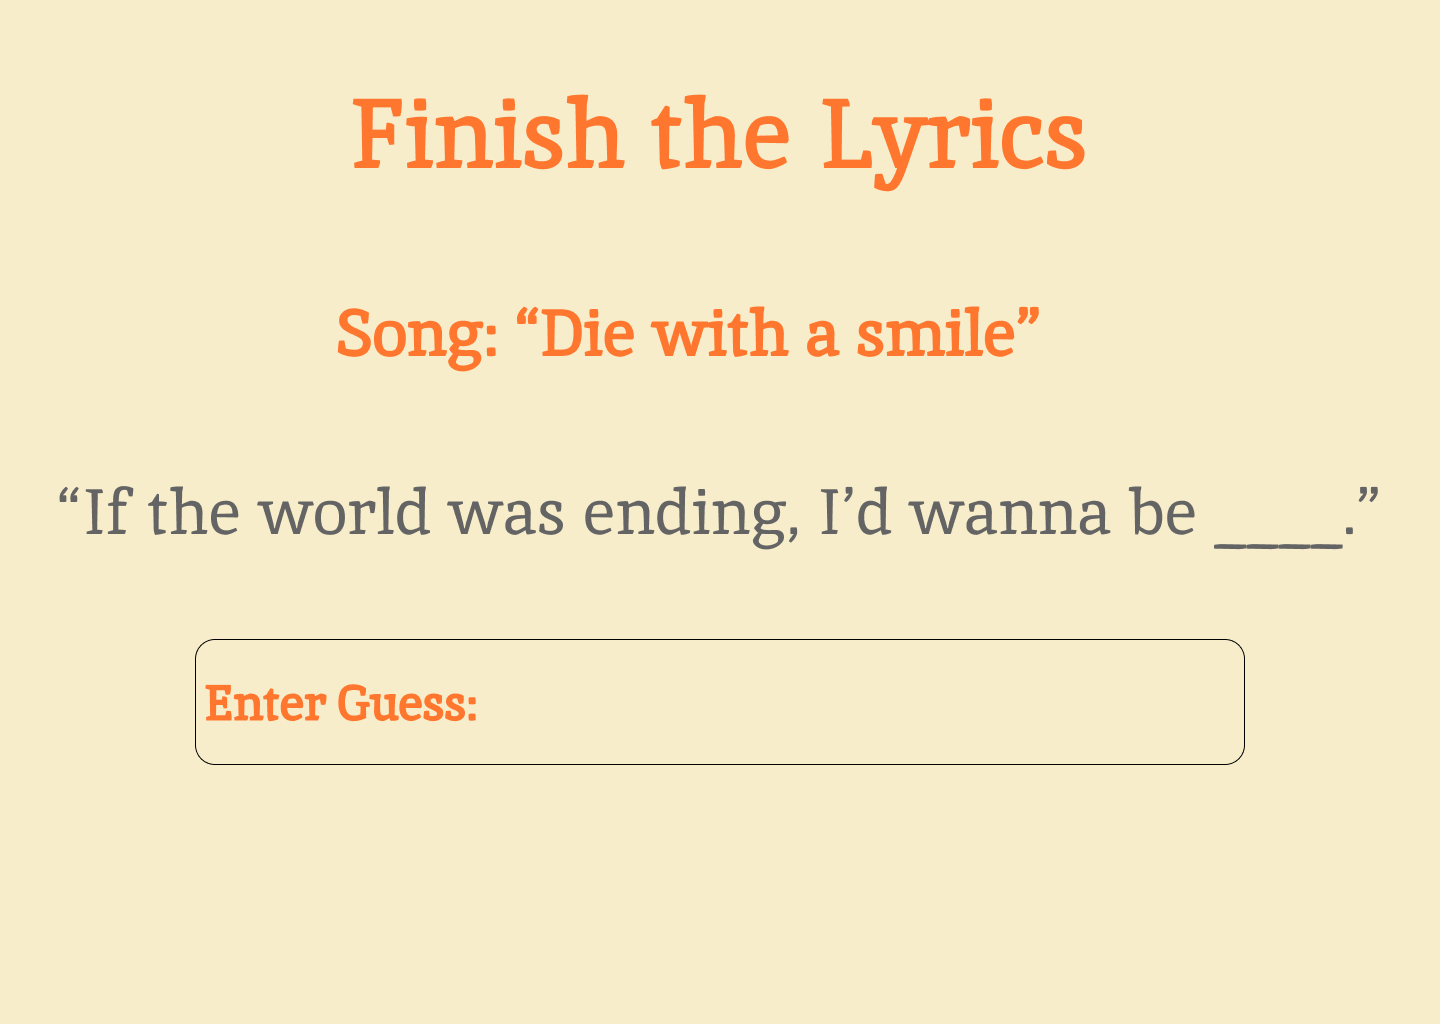 Finish the Lyrics
Song: “Die with a smile”
“If the world was ending, I’d wanna be ____.”
Enter Guess: